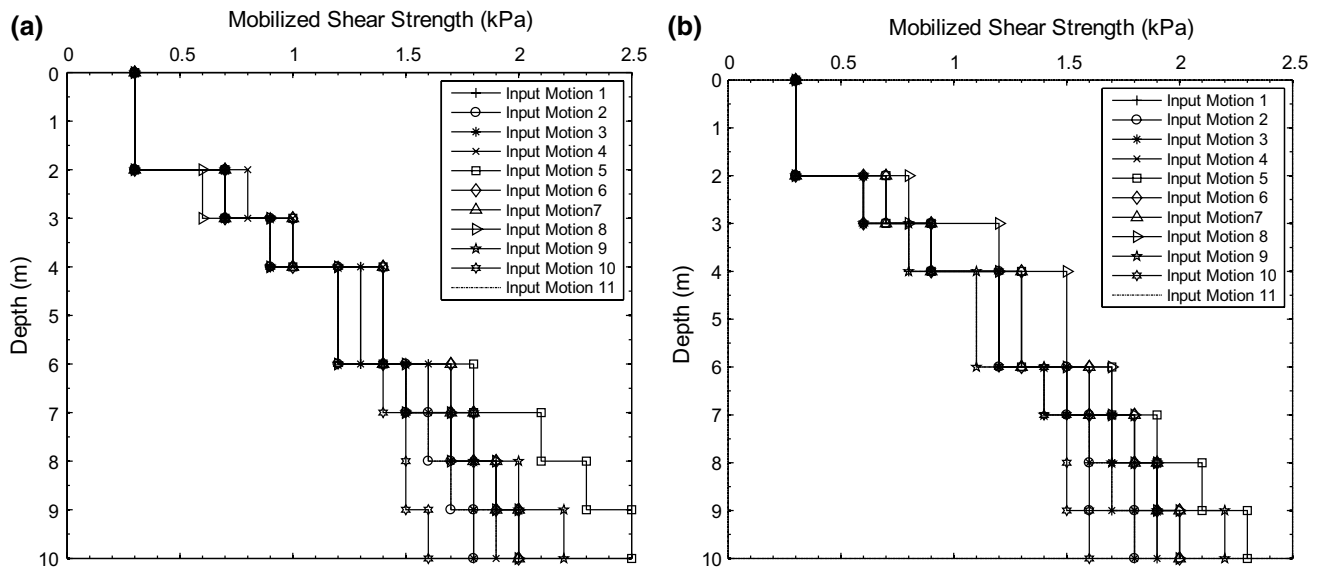 (a)
Mobilized Shear Strength (kPa)
0 0.5 1 1.5 2 2.5
0
1
2
3
4
5
6
7
8
9
10
Depth (m)
Input Motion 1
Input Motion 2
Input Motion 3
Input Motion 4
Input Motion 5
Input Motion 6
Input Motion7
Input Motion 8
Input Motion 9
Input Motion 10
Input Motion 11
(b)
Mobilized Shear Strength (kPa)
0 0.5 1 1.5 2 2.5
0
1
2
3
4
5
6
7
8
9
10
Depth (m)
Input Motion 1
Input Motion 2
Input Motion 3
Input Motion 4
Input Motion 5
Input Motion 6
Input Motion7
Input Motion 8
Input Motion 9
Input Motion 10
Input Motion 11